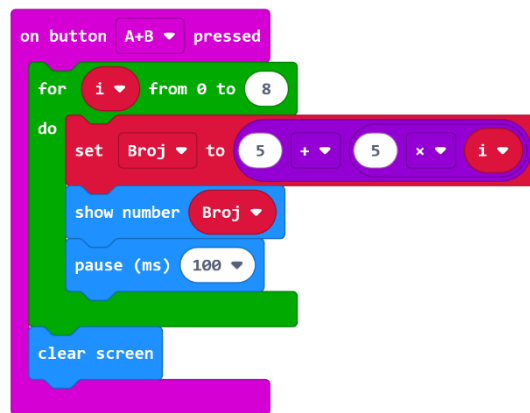 on button A+B pressed
for i from 0 to 8
do
set Broj to 5 + 5 × i
show number Broj
pause (ms) 100
clear screen